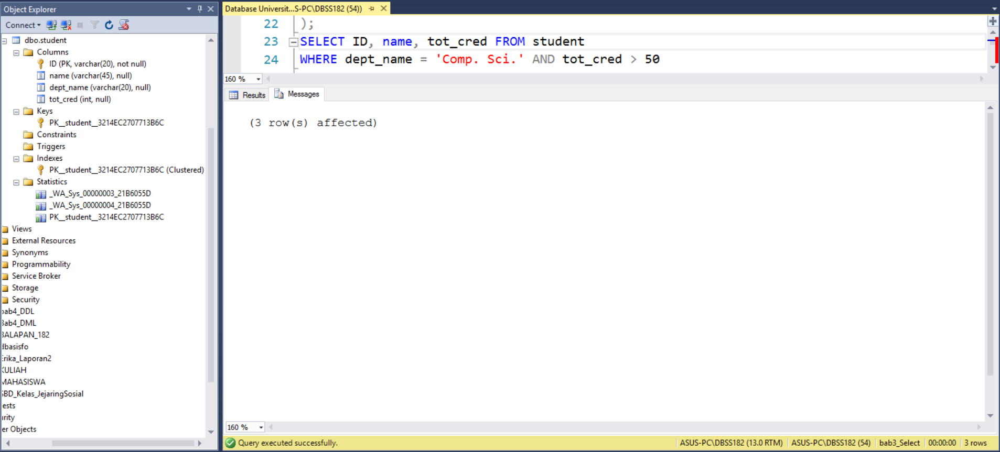 Object Explorer
Connect
dbo.student
Columns
ID (PK, varchar(20), not null)
name (varchar(45), null)
dept_name (varchar(20), null)
tot_cred (int, null)
Keys
PK__student__3214EC2707713B6C
Constraints
Triggers
Indexes
PK__student__3214EC2707713B6C (Clustered)
Statistics
_WA_Sys_00000003_21B6055D
_WA_Sys_00000004_21B6055D
PK__student__3214EC2707713B6C
Views
External Resources
Synonyms
Programmability
Service Broker
Storage
Security
bab4_DDL
Bab4_DML
BALAPAN_182
dbasisfo
Erika_Laporan2
KULIAH
MAHASISWA
SBD_Kelas_JejaringSosial
ests
urity
er Objects
Database Universit...S-PC\DBSS182 (54))
22 );
23 SELECT ID, name, tot_cred FROM student
24 WHERE dept_name = 'Comp. Sci.' AND tot_cred > 50
160 %
Results Messages
(3 row(s) affected)
160 %
Query executed successfully. ASUS-PC\DBSS182 (13.0 RTM) ASUS-PC\DBSS182 (54) bab3_Select 00:00:00 3 rows